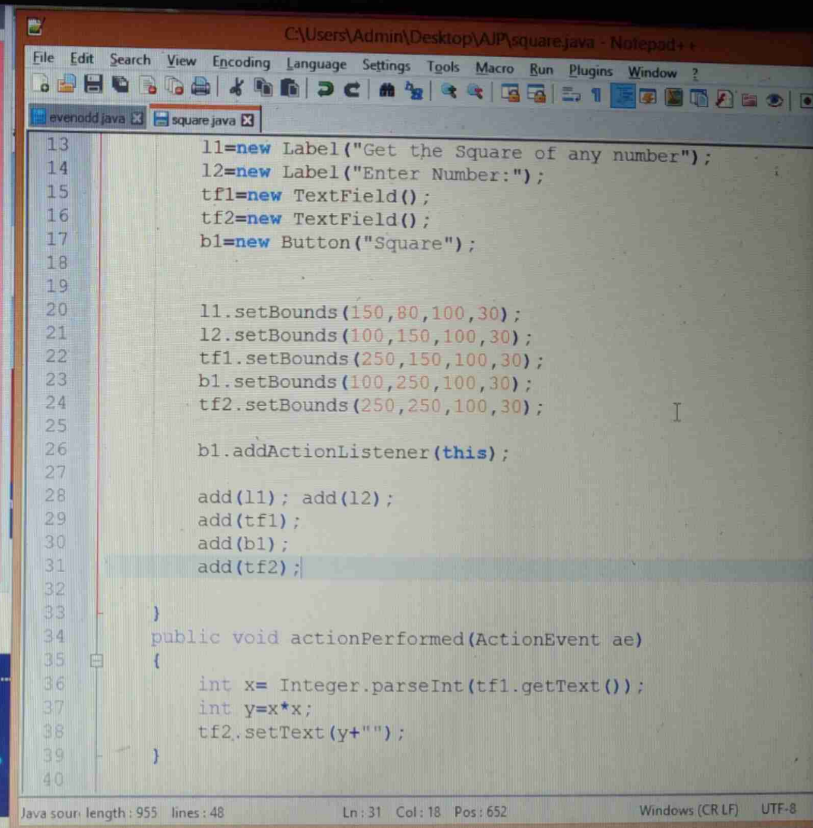 C:\Users\Admin\Desktop\AJP\square.java - Notepad++
File Edit Search View Encoding Language Settings Tools Macro Run Plugins Window ?
evenodd.java square.java
13 l1=new Label("Get the Square of any number");
14 l2=new Label("Enter Number:");
15 tf1=new TextField();
16 tf2=new TextField();
17 b1=new Button("Square");
18
19
20 l1.setBounds(150,80,100,30);
21 l2.setBounds(100,150,100,30);
22 tf1.setBounds(250,150,100,30);
23 b1.setBounds(100,250,100,30);
24 tf2.setBounds(250,250,100,30);
25
26 b1.addActionListener(this);
27
28 add(l1); add(l2);
29 add(tf1);
30 add(b1);
31 add(tf2);
32
33 }
34 public void actionPerformed(ActionEvent ae)
35 {
36 int x= Integer.parseInt(tf1.getText());
37 int y=x*x;
38 tf2.setText(y+"");
39 }
40
Java sour length : 955 lines : 48 Ln : 31 Col : 18 Pos : 652 Windows (CR LF) UTF-8